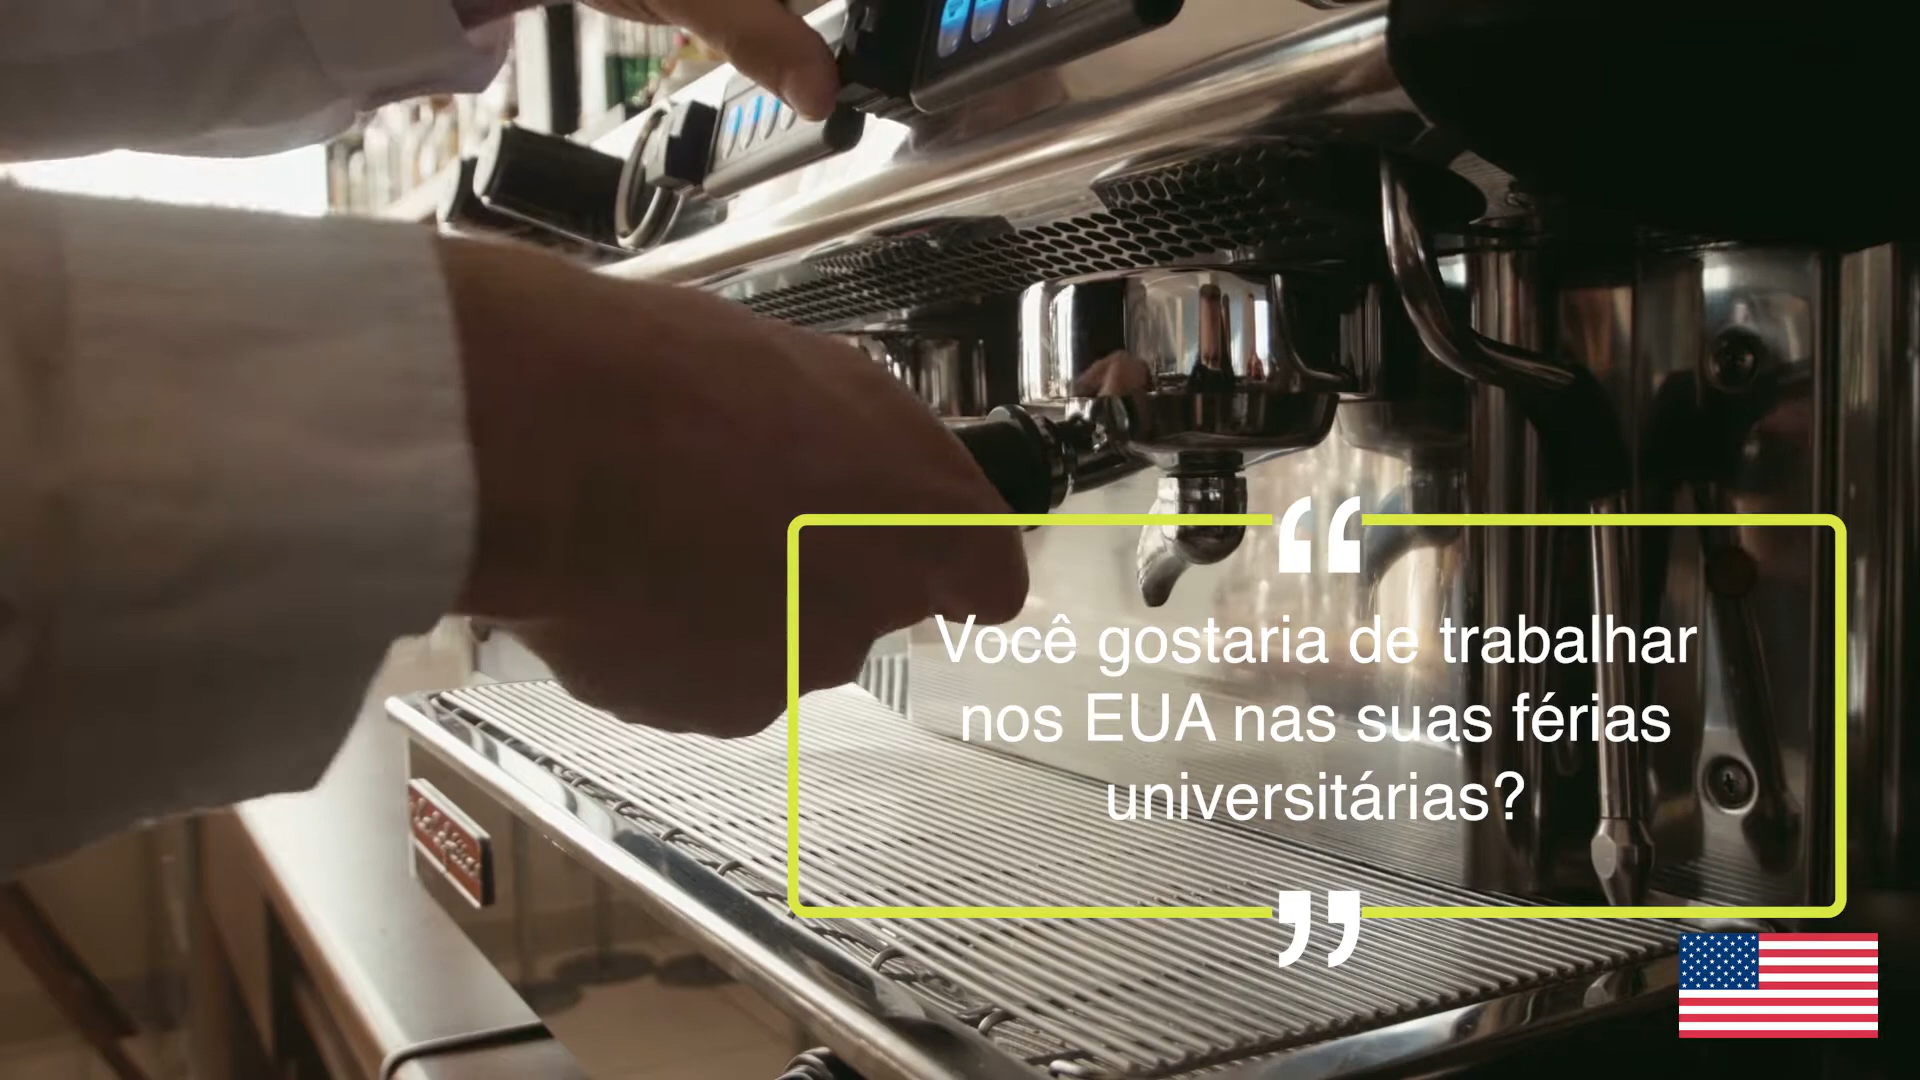 “
Você gostaria de trabalhar
nos EUA nas suas férias
universitárias?
”